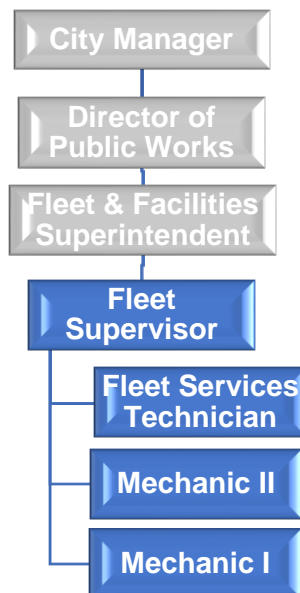 City Manager
Director of
Public Works
Fleet & Facilities
Superintendent
Fleet
Supervisor
Fleet Services
Technician
Mechanic II
Mechanic I